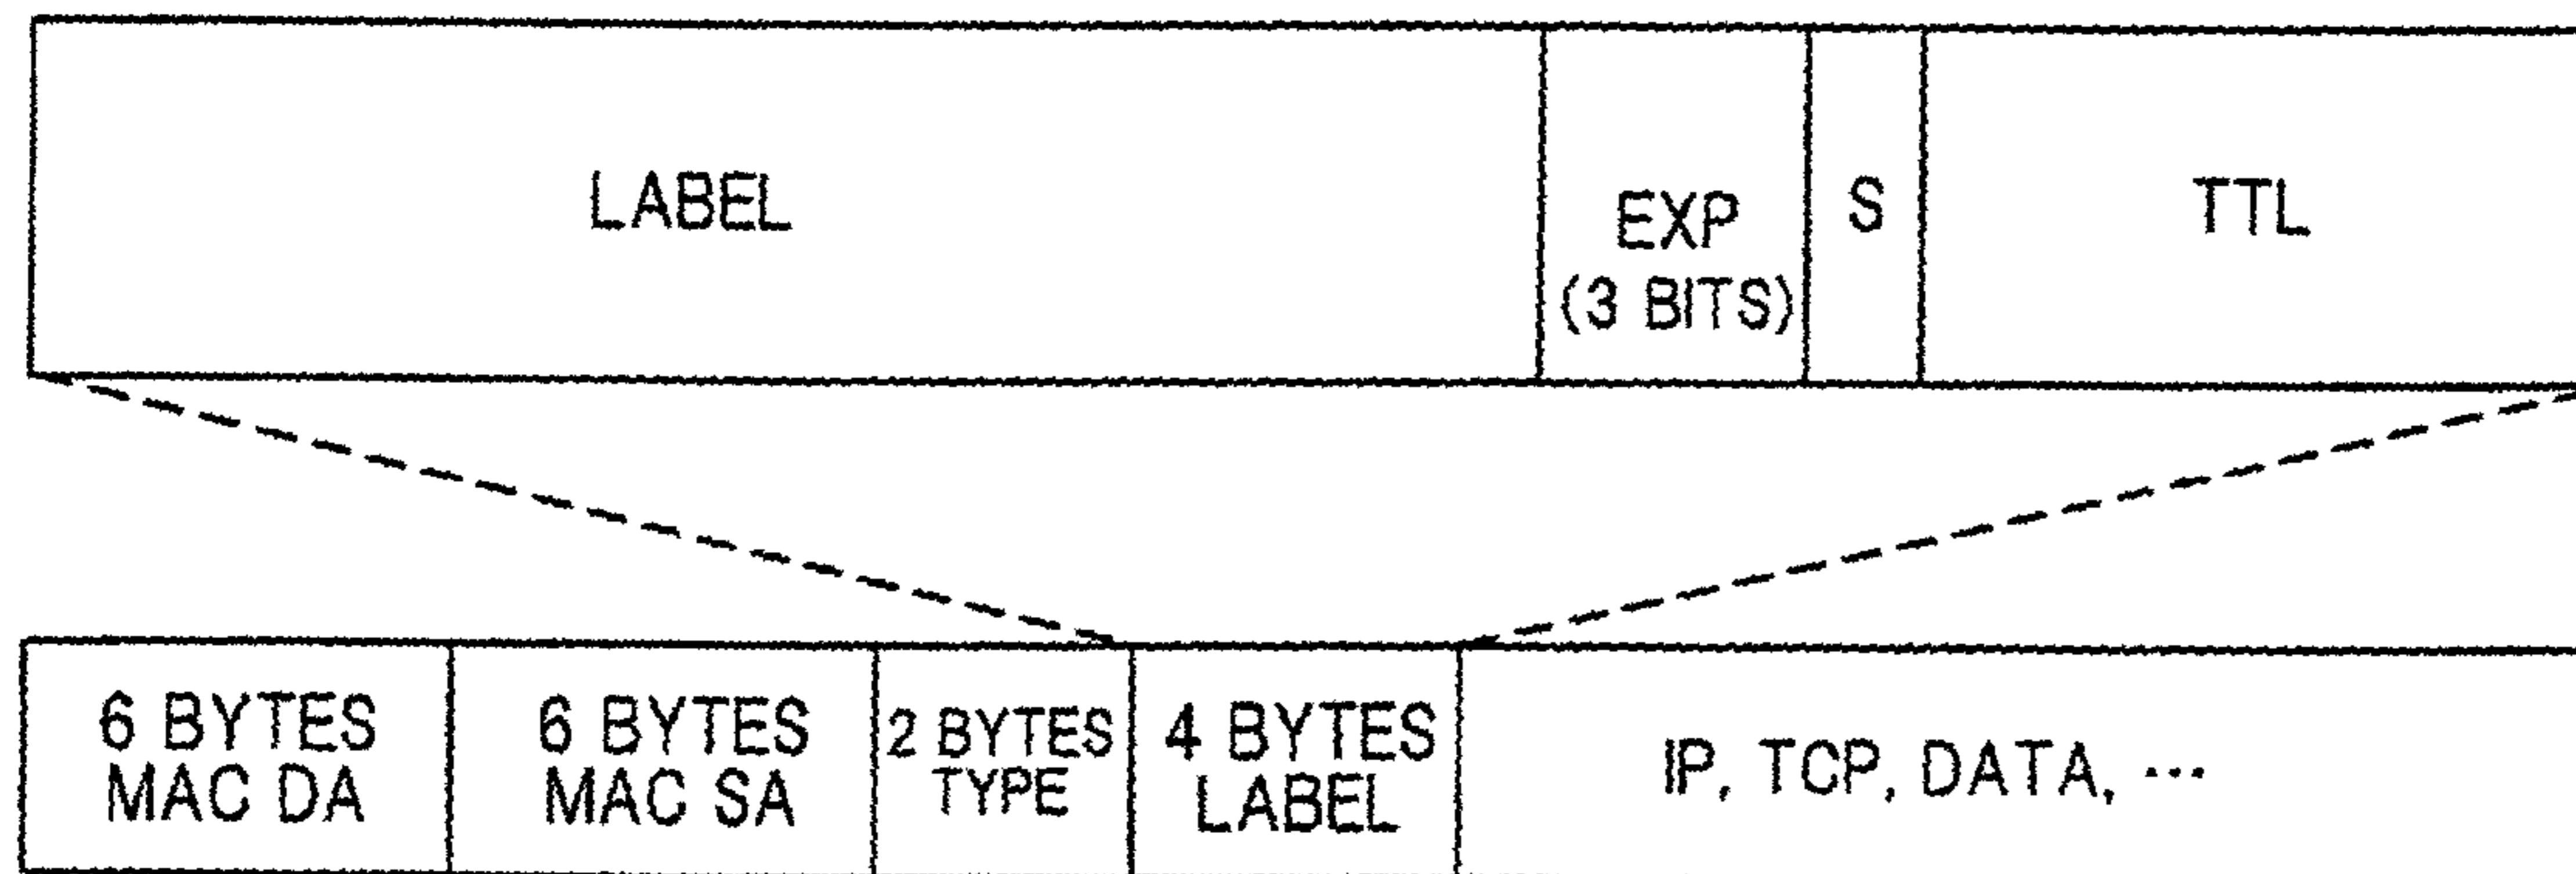 LABEL
EXP
(3 BITS)
S
TTL
6 BYTES
MAC DA
6 BYTES
MAC SA
2 BYTES
TYPE
4 BYTES
LABEL
IP, TCP, DATA, ···